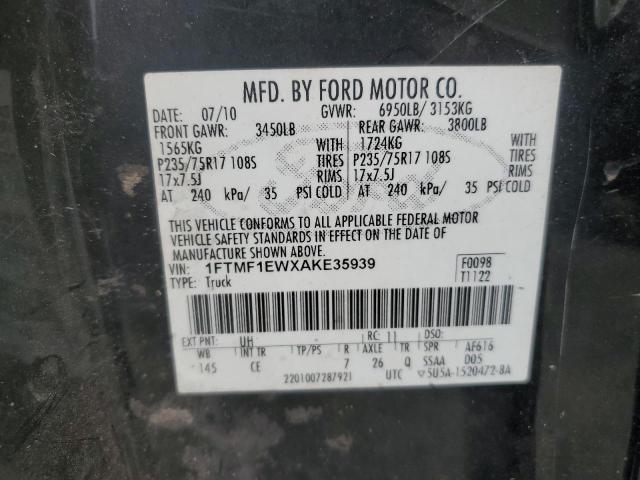 MFD. BY FORD MOTOR CO.
DATE: 07/10 GVWR: 6950LB/ 3153KG
FRONT GAWR: 3450LB REAR GAWR: 3800LB
1565KG WITH 1724KG WITH
P235/75R17 108S TIRES P235/75R17 108S TIRES
17x7.5J RIMS 17x7.5J RIMS
AT 240 kPa/ 35 PSI COLD AT 240 kPa/ 35 PSI COLD
THIS VEHICLE CONFORMS TO ALL APPLICABLE FEDERAL MOTOR
VEHICLE SAFETY STANDARDS IN EFFECT ON THE DATE OF
MANUFACTURE SHOWN ABOVE.
VIN: 1FTMF1EWXAKE35939 F0098
TYPE: Truck T1122
EXT PNT: UH RC: 11 DSO:
WB INT TR TP/PS R AXLE TR SPR AF616
145 CE 7 26 Q SSAA D05
2201007287921 UTC ▽5U5A-1520472-8A